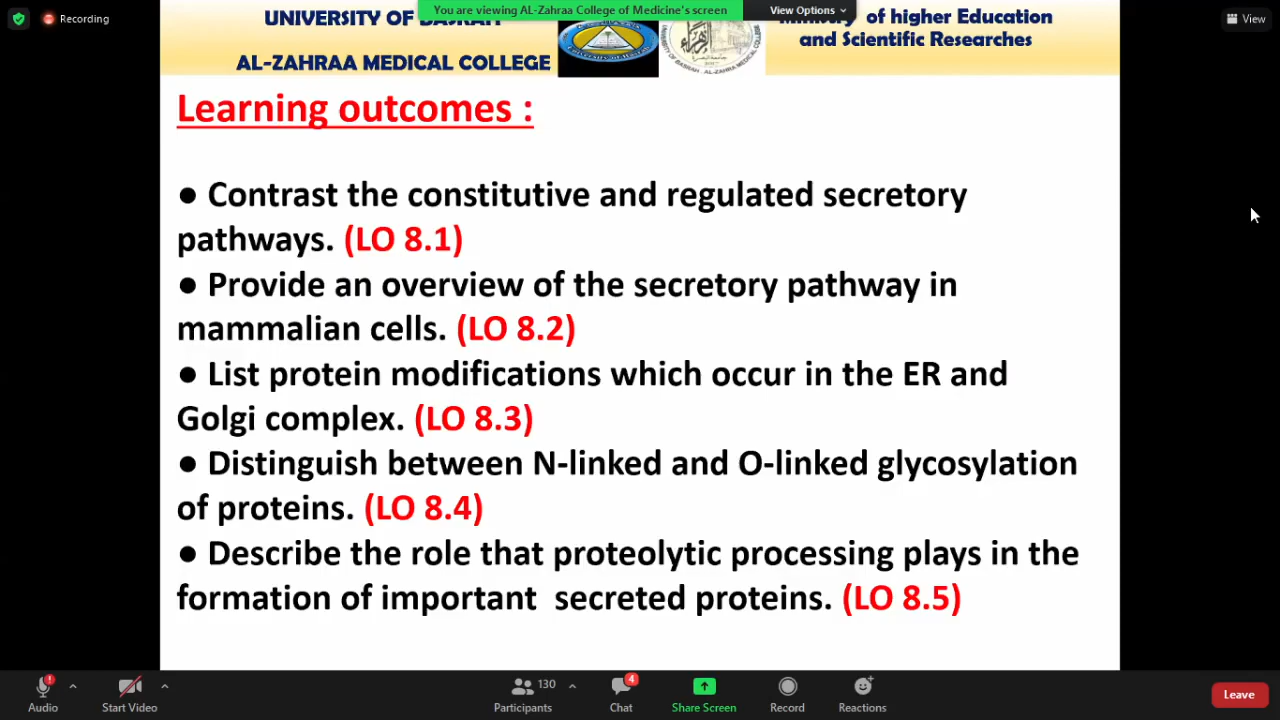 You are viewing AL-Zahraa College of Medicine's screen
View Options
Recording
View
UNIVERSITY OF BASRAH
AL-ZAHRAA MEDICAL COLLEGE
Ministry of higher Education
and Scientific Researches
Learning outcomes :
● Contrast the constitutive and regulated secretory
pathways. (LO 8.1)
● Provide an overview of the secretory pathway in
mammalian cells. (LO 8.2)
● List protein modifications which occur in the ER and
Golgi complex. (LO 8.3)
● Distinguish between N-linked and O-linked glycosylation
of proteins. (LO 8.4)
● Describe the role that proteolytic processing plays in the
formation of important secreted proteins. (LO 8.5)
Audio
Start Video
130
Participants
4
Chat
Share Screen
Record
Reactions
Leave